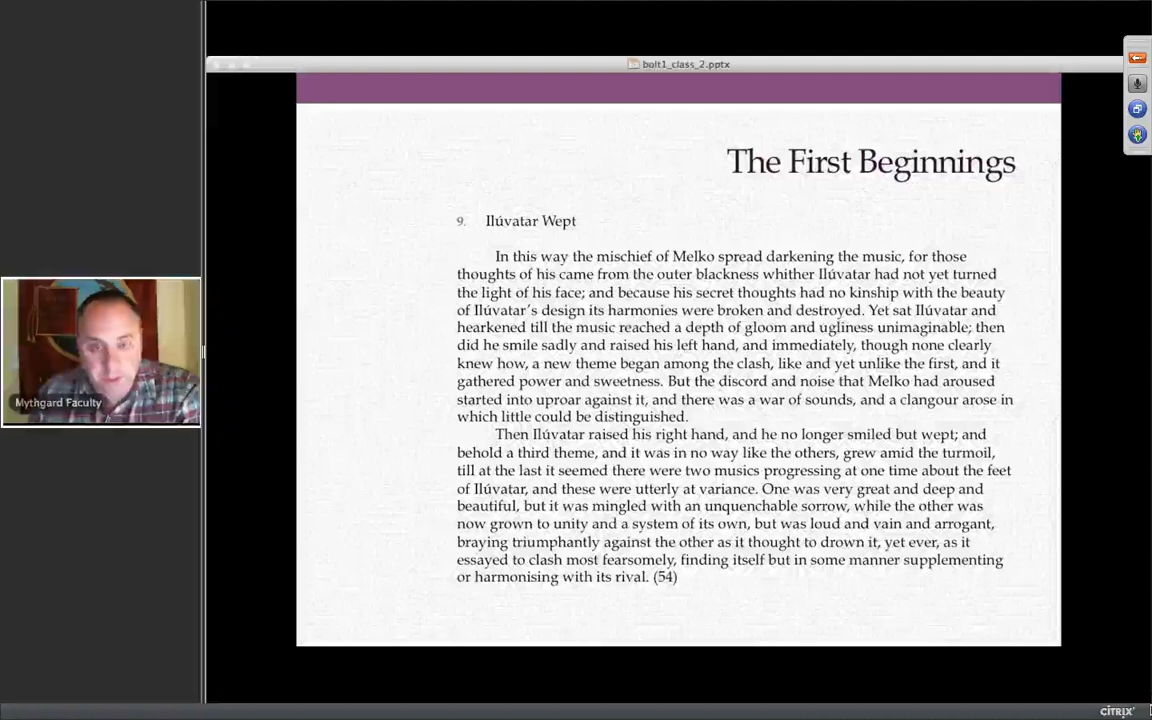 bolt1_class_2.pptx
The First Beginnings
9. Ilúvatar Wept
In this way the mischief of Melko spread darkening the music, for those
thoughts of his came from the outer blackness whither Ilúvatar had not yet turned
the light of his face; and because his secret thoughts had no kinship with the beauty
of Ilúvatar's design its harmonies were broken and destroyed. Yet sat Ilúvatar and
hearkened till the music reached a depth of gloom and ugliness unimaginable; then
did he smile sadly and raised his left hand, and immediately, though none clearly
knew how, a new theme began among the clash, like and yet unlike the first, and it
gathered power and sweetness. But the discord and noise that Melko had aroused
started into uproar against it, and there was a war of sounds, and a clangour arose in
which little could be distinguished.
Then Ilúvatar raised his right hand, and he no longer smiled but wept; and
behold a third theme, and it was in no way like the others, grew amid the turmoil,
till at the last it seemed there were two musics progressing at one time about the feet
of Ilúvatar, and these were utterly at variance. One was very great and deep and
beautiful, but it was mingled with an unquenchable sorrow, while the other was
now grown to unity and a system of its own, but was loud and vain and arrogant,
braying triumphantly against the other as it thought to drown it, yet ever, as it
essayed to clash most fearsomely, finding itself but in some manner supplementing
or harmonising with its rival. (54)
Mythgard Faculty
CITRIX